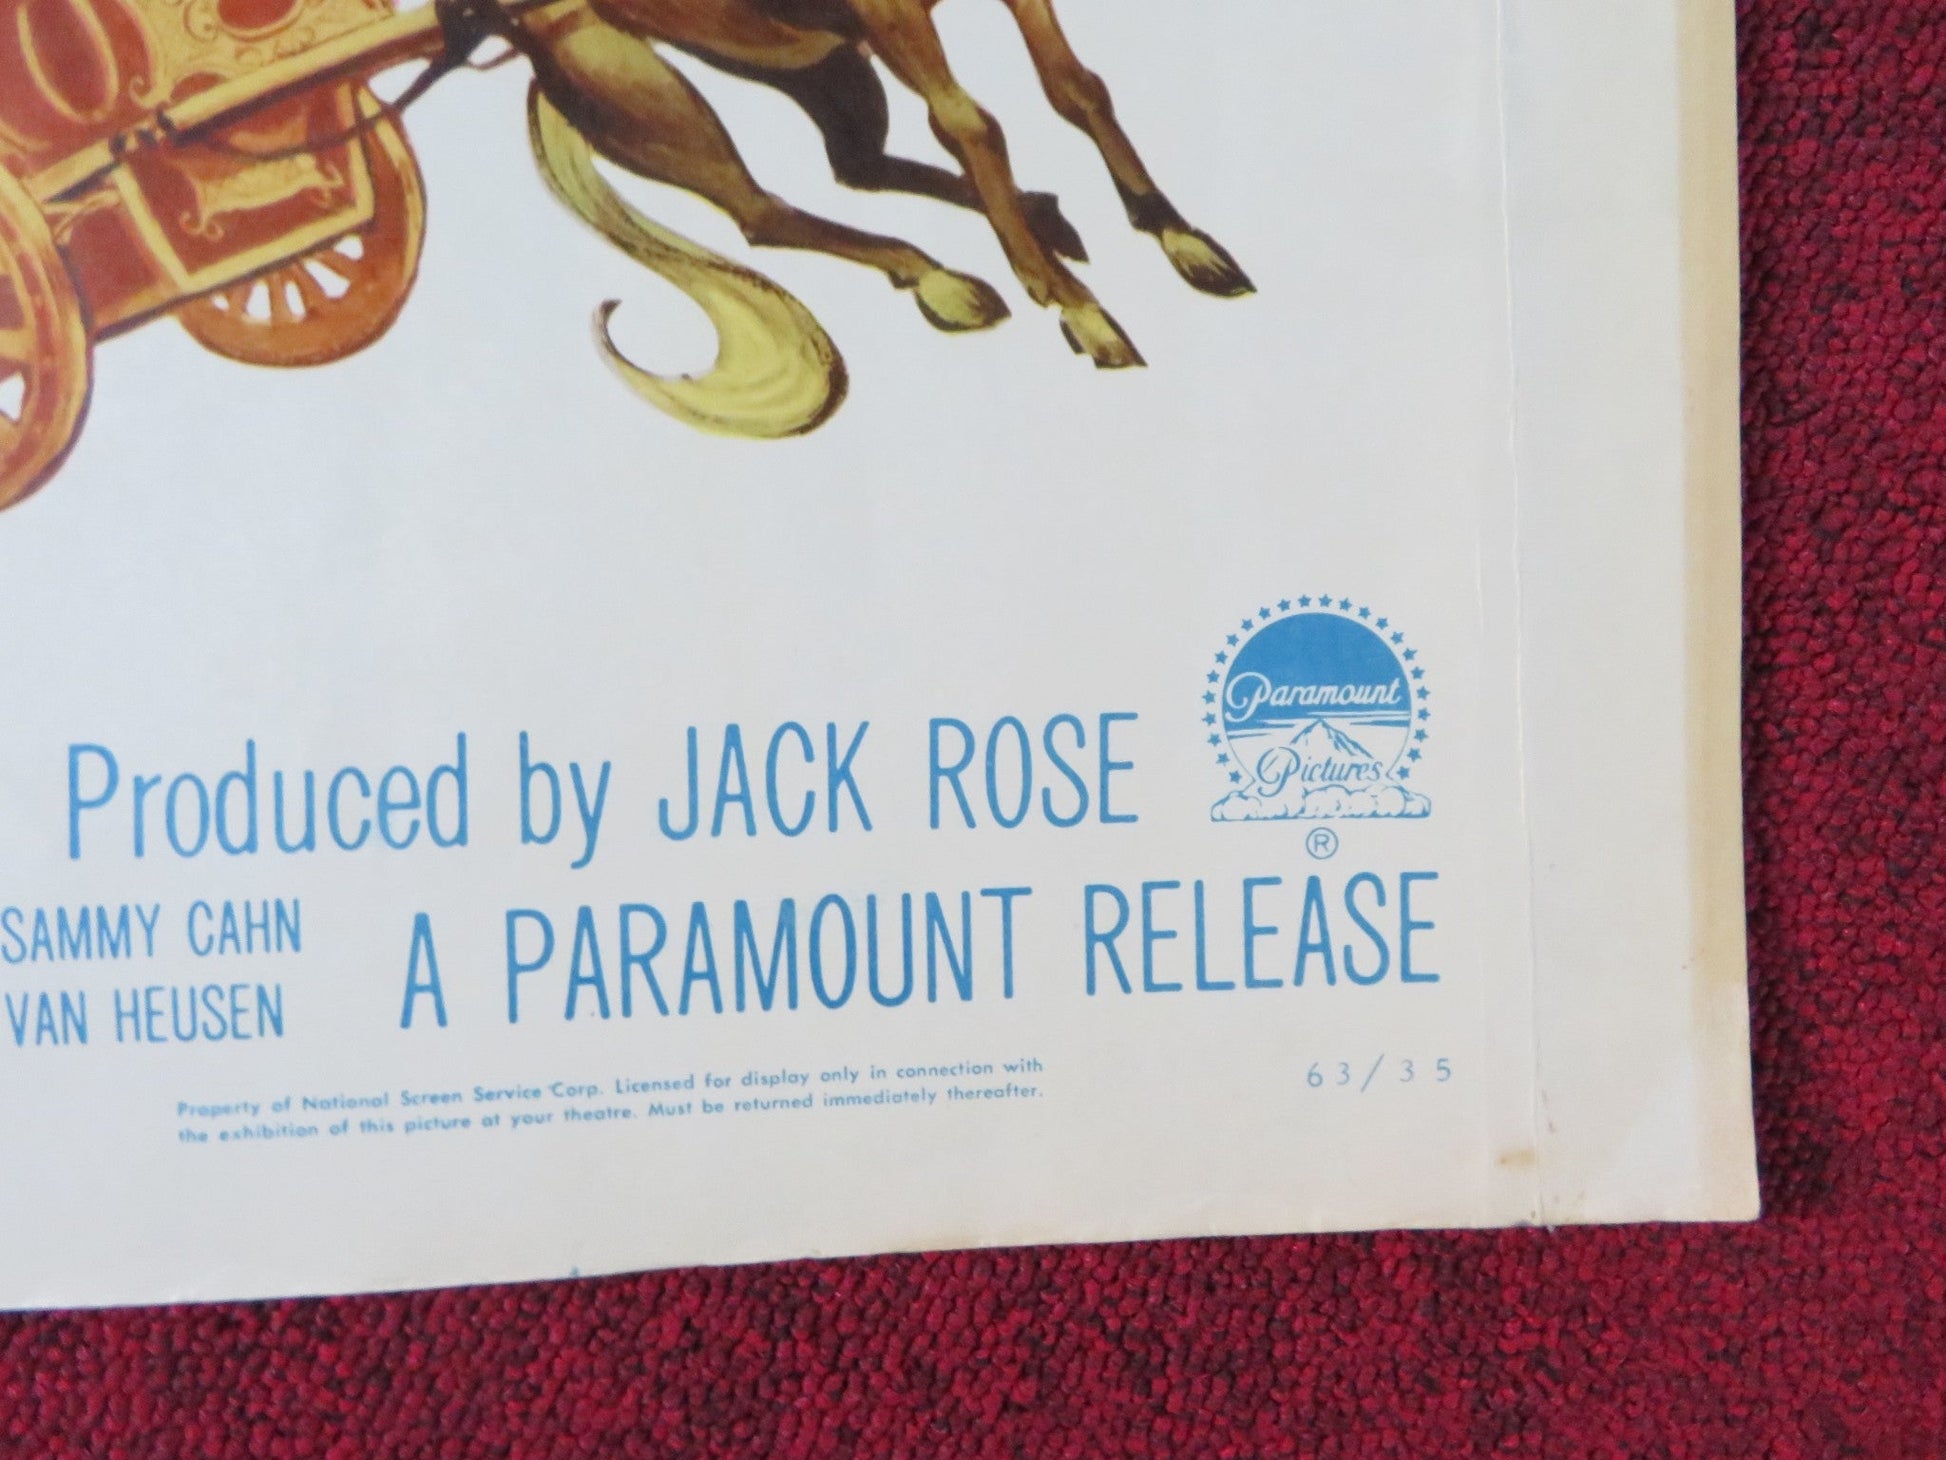 Paramount
Pictures
®
Produced by JACK ROSE
SAMMY CAHN
VAN HEUSEN
A PARAMOUNT RELEASE
Property of National Screen Service Corp. Licensed for display only in connection with
the exhibition of this picture at your theatre. Must be returned immediately thereafter.
63/35